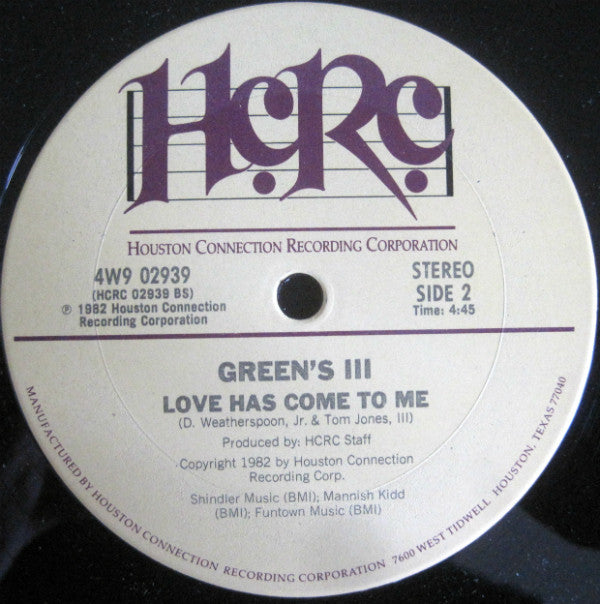 HCRC
HOUSTON CONNECTION RECORDING CORPORATION
4W9 02939
(HCRC 02939 BS)
℗ 1982 Houston Connection
Recording Corporation
STEREO
SIDE 2
Time: 4:45
GREEN'S III
LOVE HAS COME TO ME
(D. Weatherspoon, Jr. & Tom Jones, III)
Produced by: HCRC Staff
Copyright 1982 by Houston Connection
Recording Corp.
Shindler Music (BMI); Mannish Kidd
(BMI); Funtown Music (BMI)
MANUFACTURED BY HOUSTON CONNECTION RECORDING CORPORATION 7600 WEST TIDWELL HOUSTON, TEXAS 77040